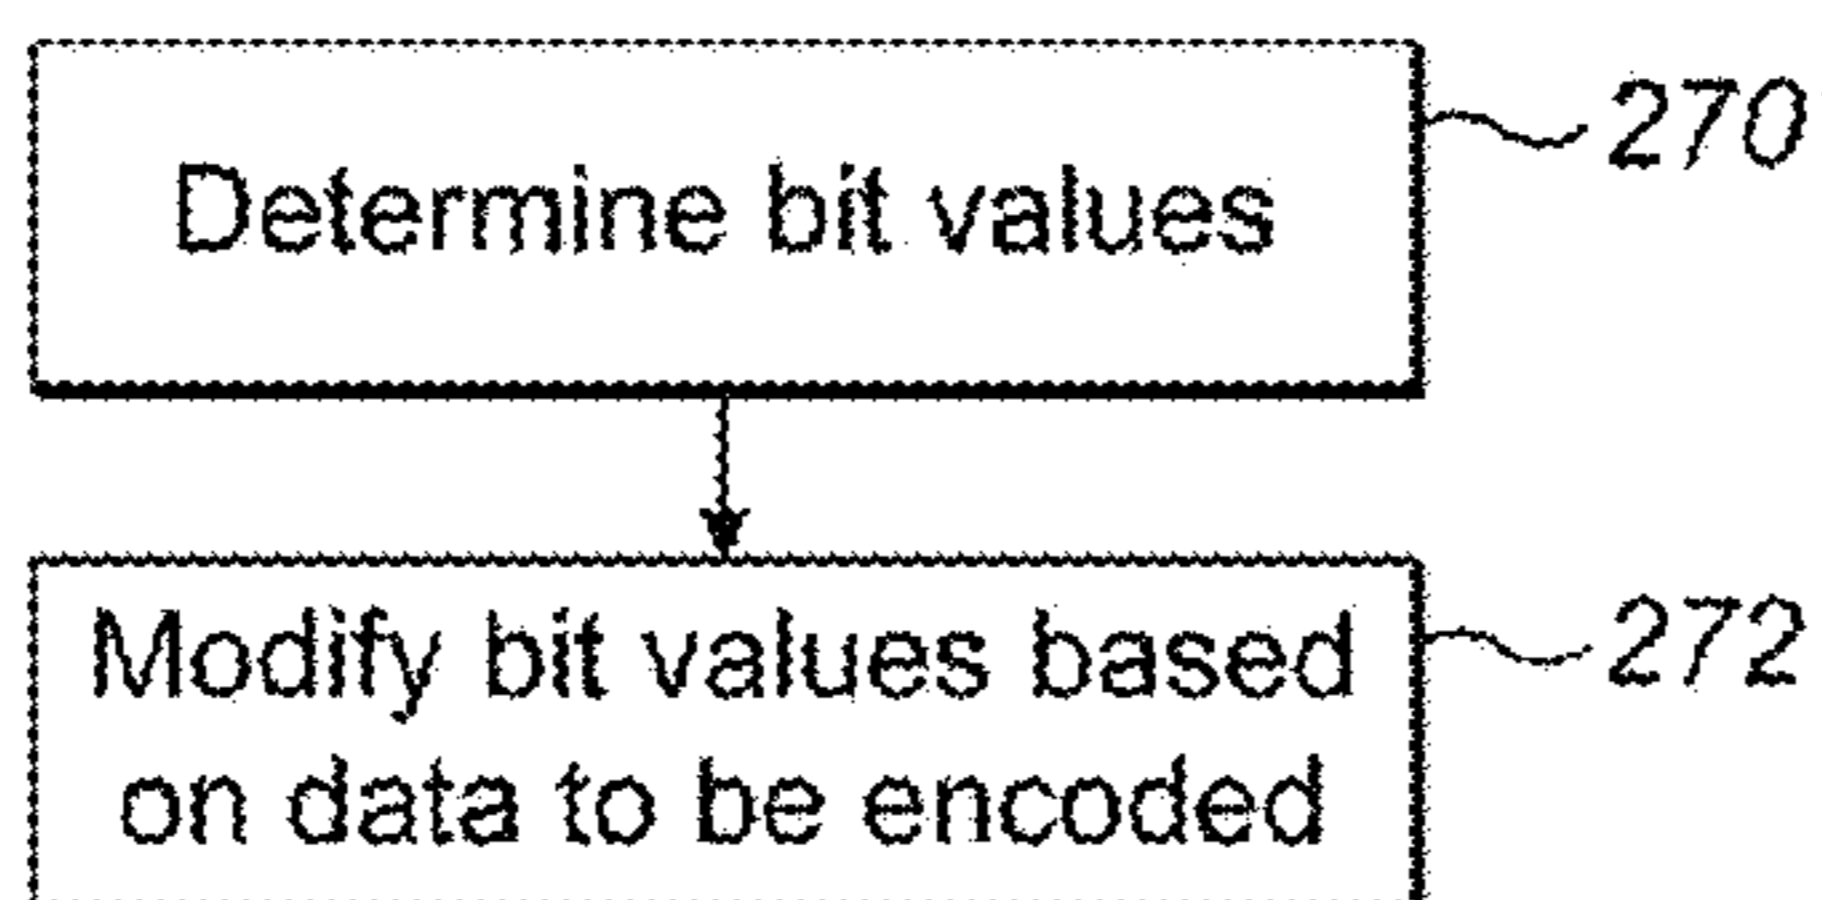 Determine bit values
270
Modify bit values based
on data to be encoded
272